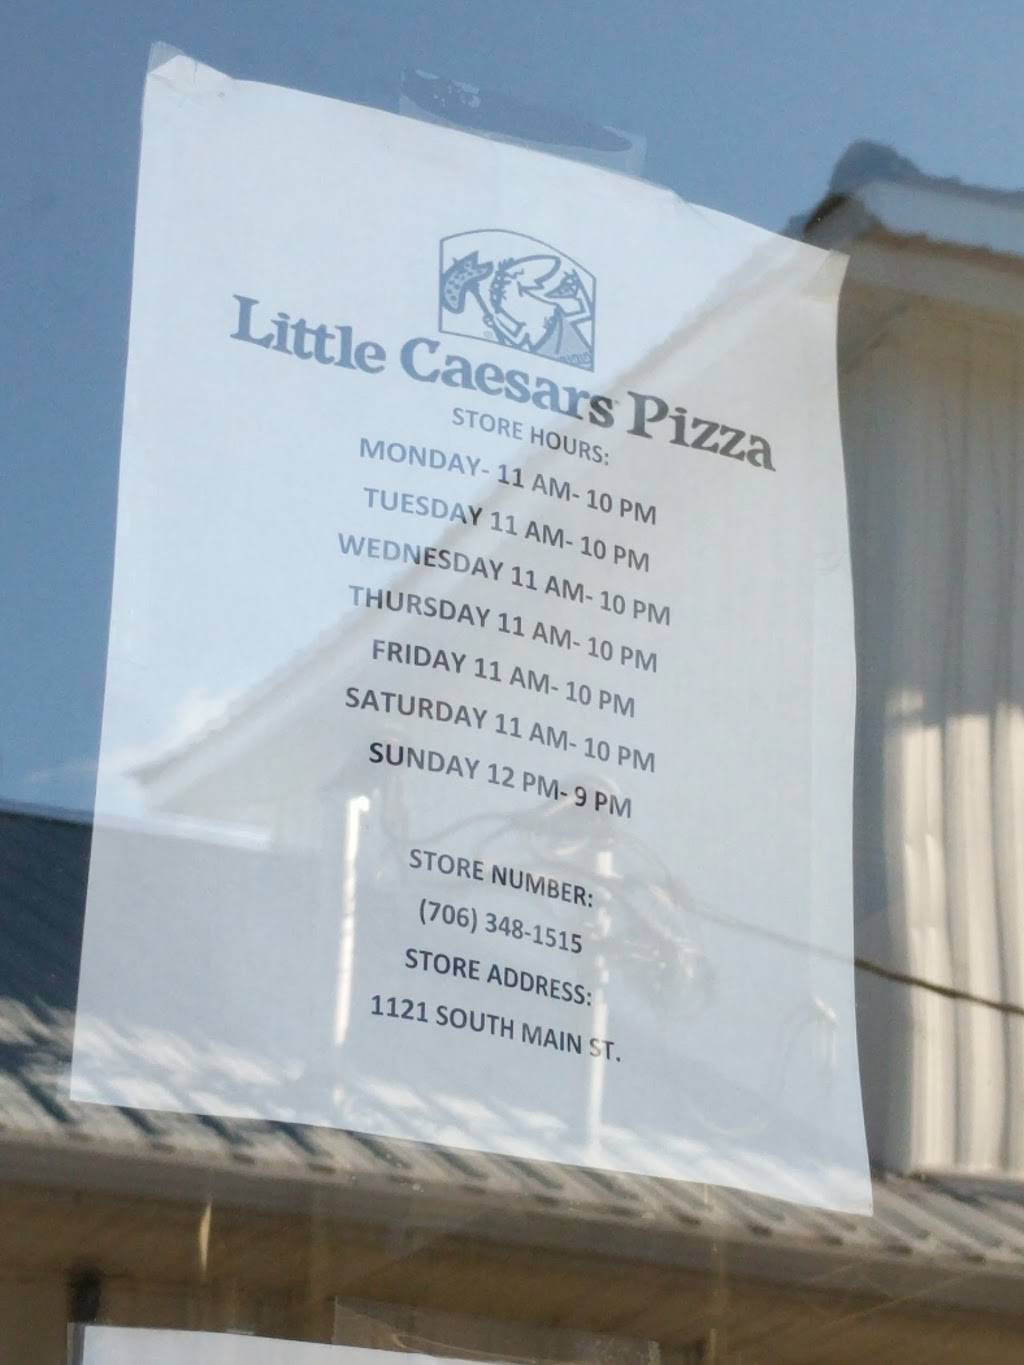 Little Caesars Pizza
STORE HOURS:
MONDAY- 11 AM- 10 PM
TUESDAY 11 AM- 10 PM
WEDNESDAY 11 AM- 10 PM
THURSDAY 11 AM- 10 PM
FRIDAY 11 AM- 10 PM
SATURDAY 11 AM- 10 PM
SUNDAY 12 PM- 9 PM
STORE NUMBER:
(706) 348-1515
STORE ADDRESS:
1121 SOUTH MAIN ST.